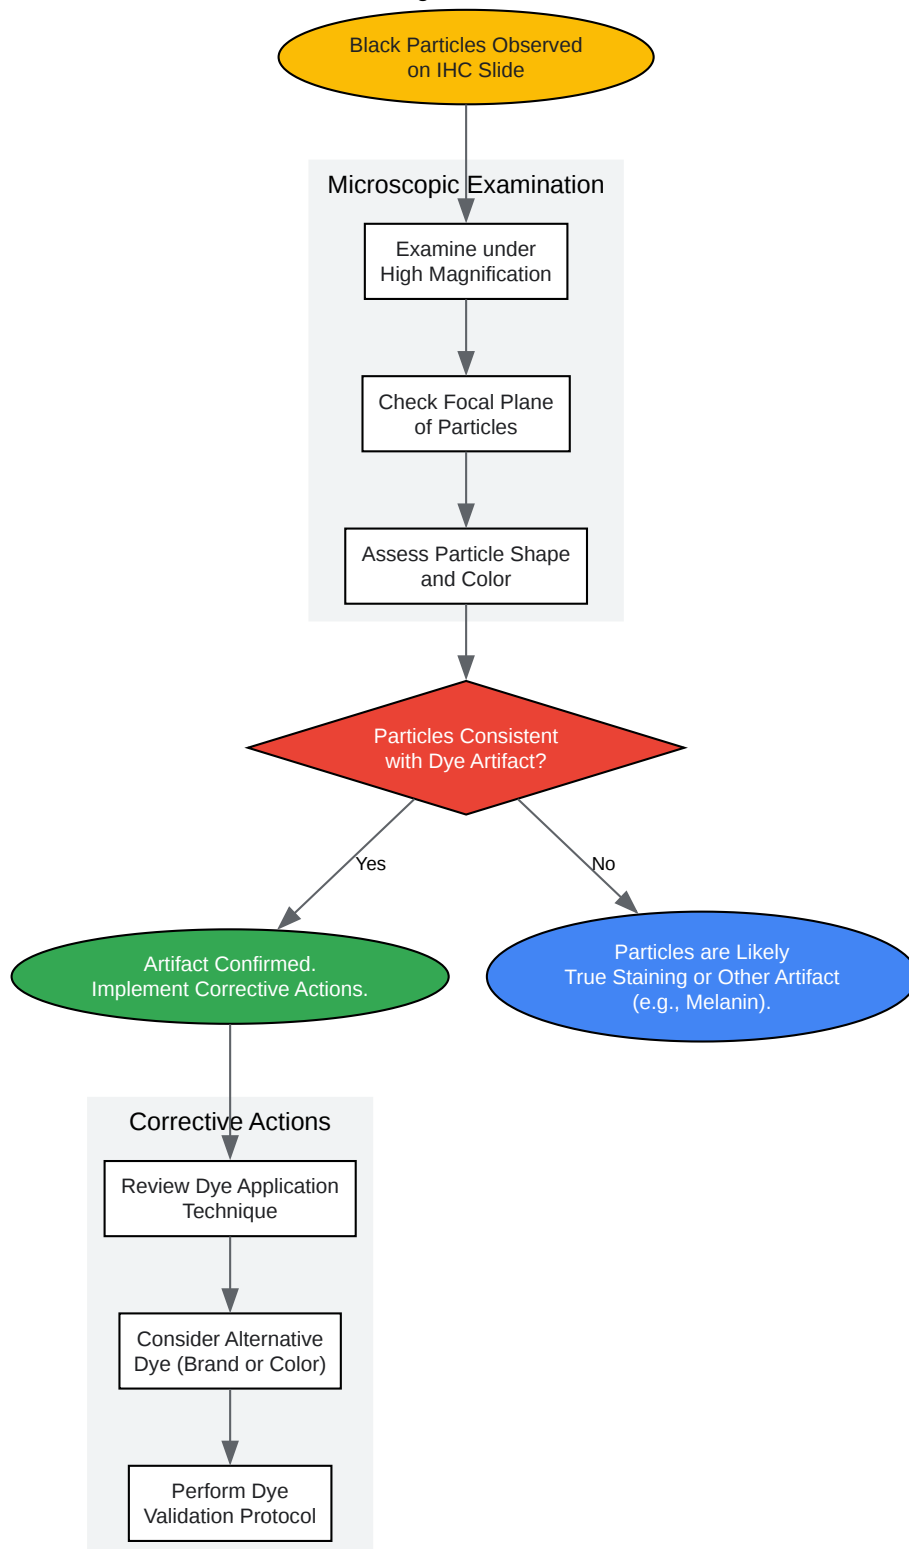 Black Particles Observed
on IHC Slide
Microscopic Examination
Examine under
High Magnification
Check Focal Plane
of Particles
Assess Particle Shape
and Color
Particles Consistent
with Dye Artifact?
Yes
No
Artifact Confirmed.
Implement Corrective Actions.
Particles are Likely
True Staining or Other Artifact
(e.g., Melanin).
Corrective Actions
Review Dye Application
Technique
Consider Alternative
Dye (Brand or Color)
Perform Dye
Validation Protocol